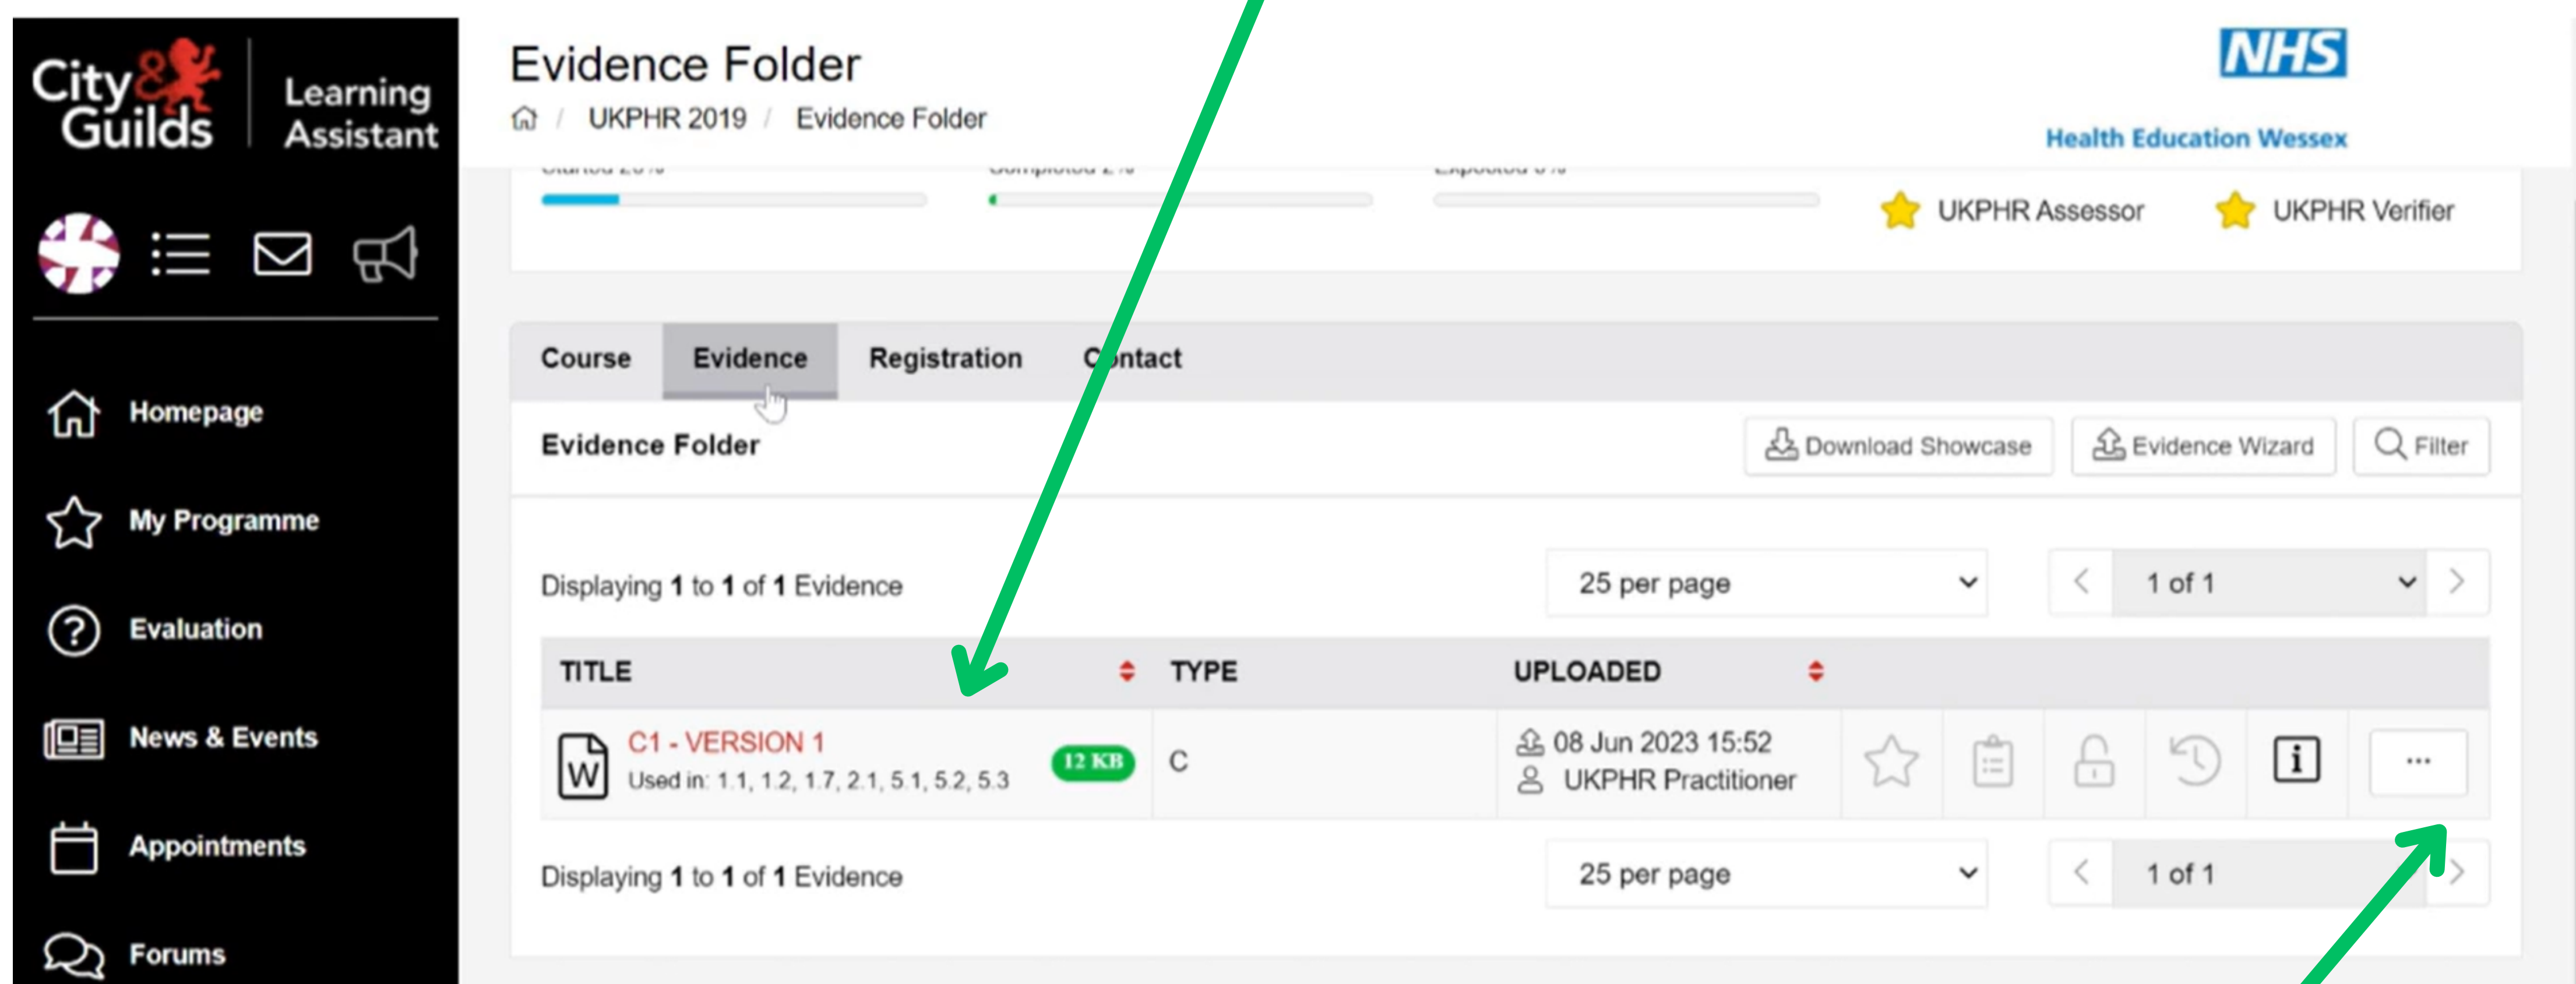 City & Guilds
Learning Assistant
Evidence Folder
UKPHR 2019 / Evidence Folder
NHS
Health Education Wessex
UKPHR Assessor
UKPHR Verifier
Homepage
My Programme
Evaluation
News & Events
Appointments
Forums
Course
Evidence
Registration
Contact
Evidence Folder
Download Showcase
Evidence Wizard
Filter
Displaying 1 to 1 of 1 Evidence
25 per page
1 of 1
TITLE
TYPE
UPLOADED
C1 - VERSION 1
Used in: 1.1, 1.2, 1.7, 2.1, 5.1, 5.2, 5.3
12 KB
C
08 Jun 2023 15:52
UKPHR Practitioner
...
Displaying 1 to 1 of 1 Evidence
25 per page
1 of 1